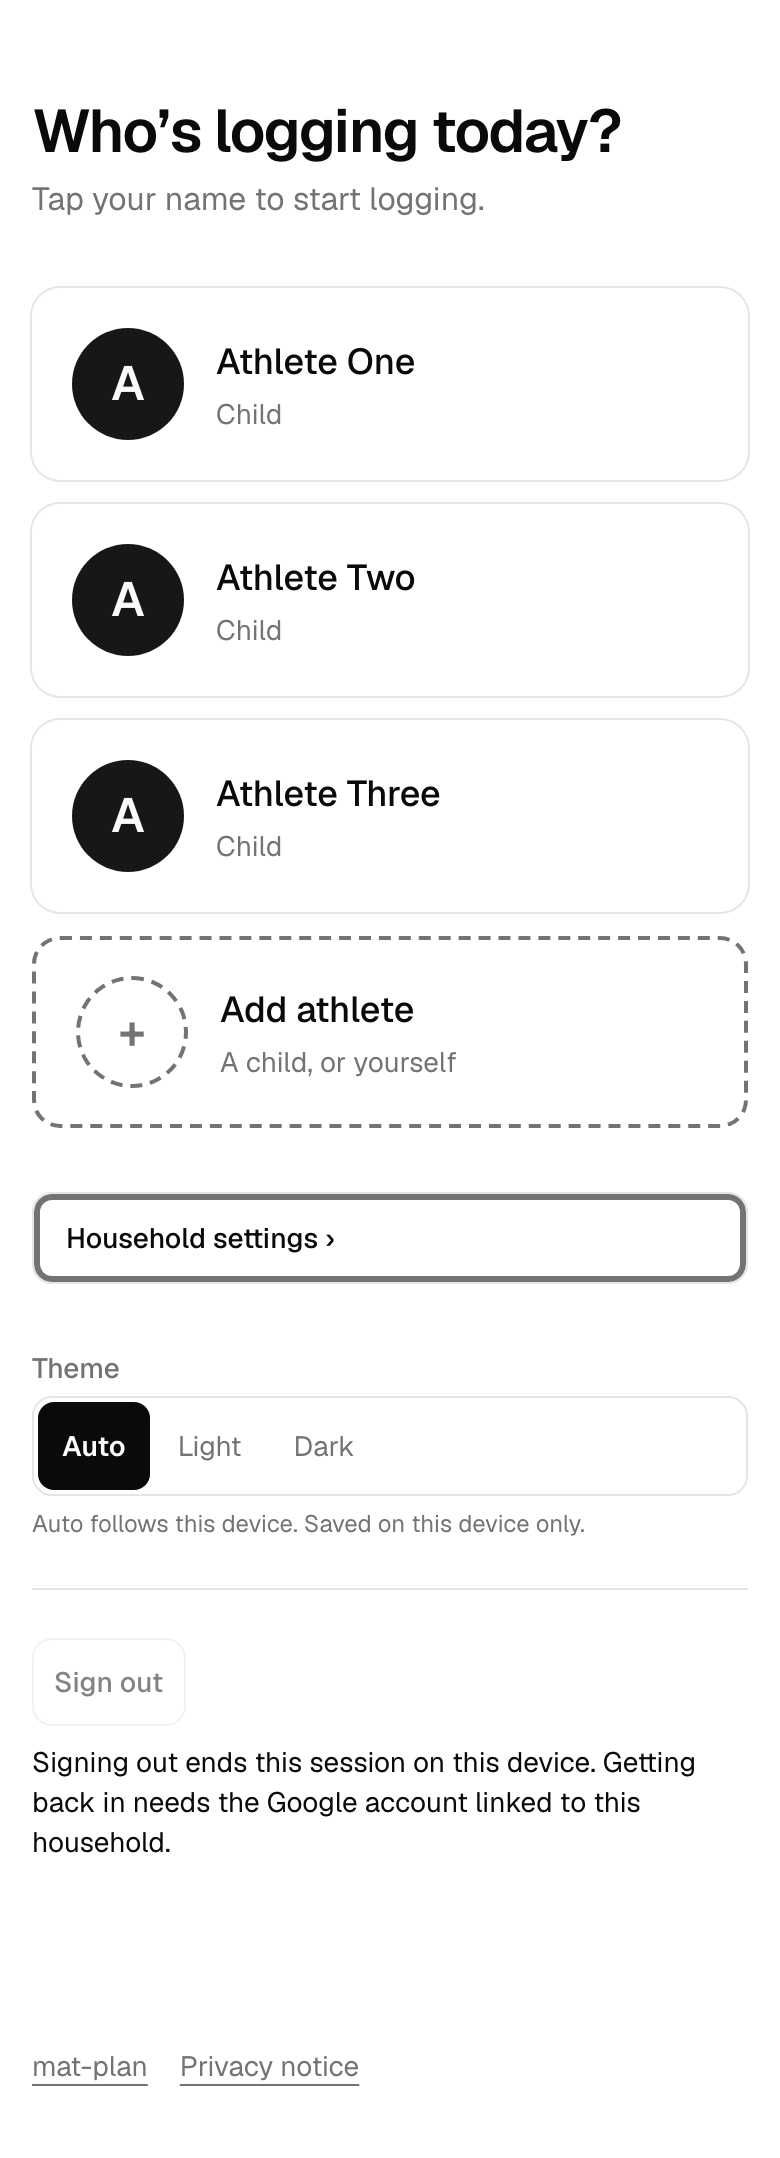 Who’s logging today?
Tap your name to start logging.
A
Athlete One
Child
A
Athlete Two
Child
A
Athlete Three
Child
+
Add athlete
A child, or yourself
Household settings ›
Theme
Auto Light Dark
Auto follows this device. Saved on this device only.
Sign out
Signing out ends this session on this device. Getting
back in needs the Google account linked to this
household.
mat-plan Privacy notice